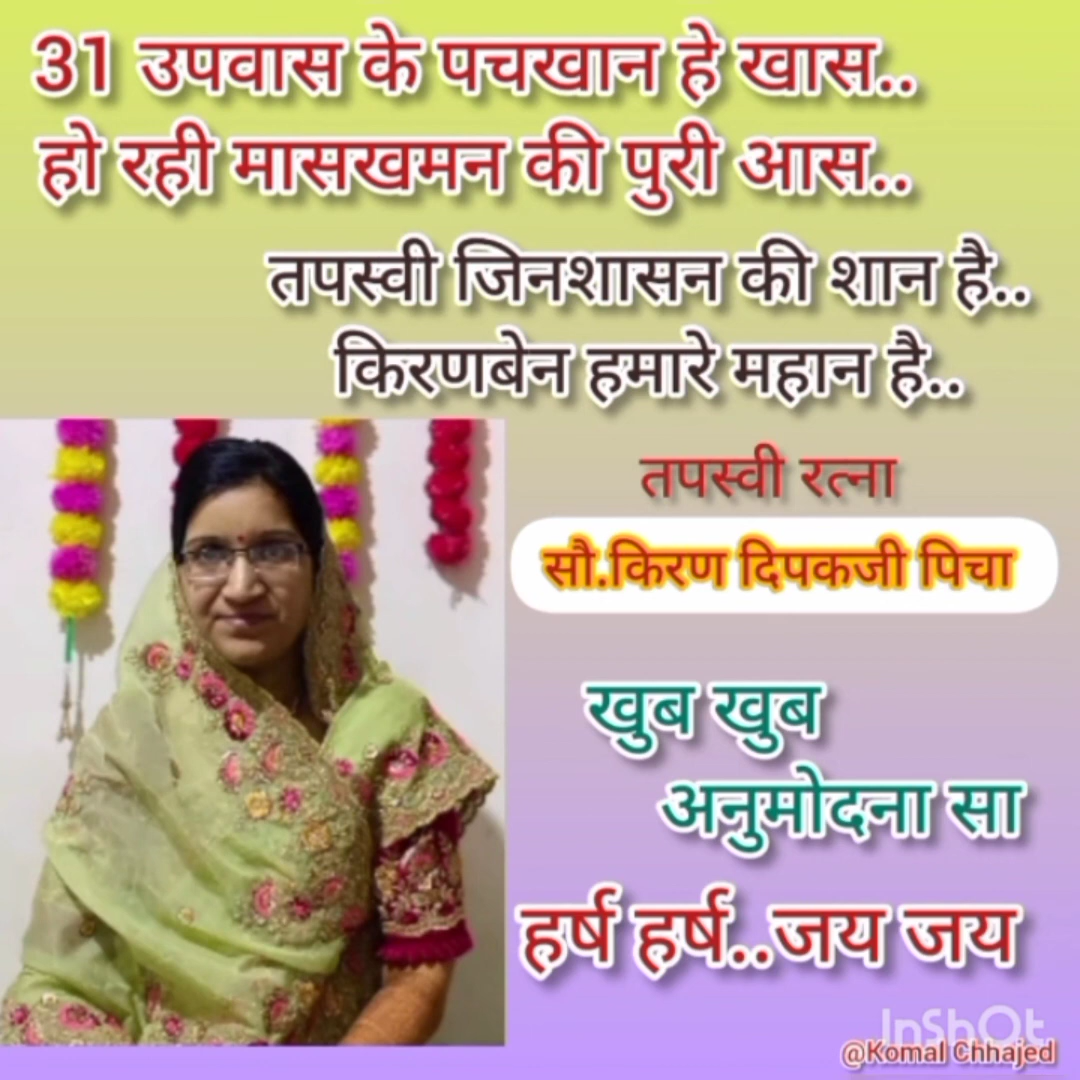 31 उपवास के पचखान हे खास..
हो रही मासखमन की पुरी आस..
तपस्वी जिनशासन की शान है..
किरणबेन हमारे महान है..
तपस्वी रत्ना
सौ.किरण दिपकजी पिचा
खुब खुब
अनुमोदना सा
हर्ष हर्ष..जय जय
InShOt
@Komal Chhajed